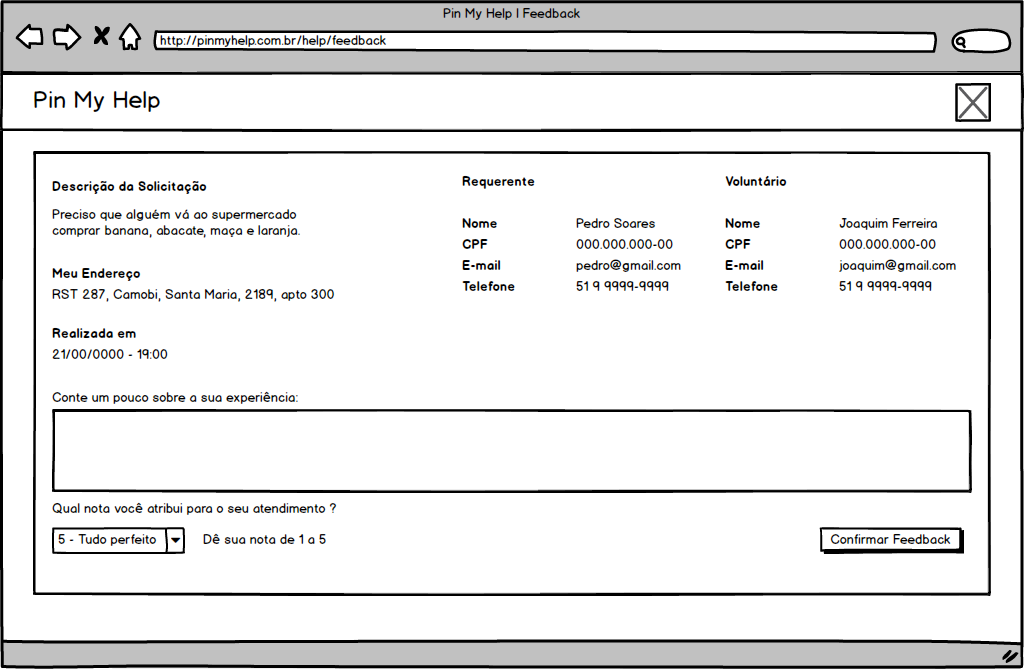 Pin My Help | Feedback
http://pinmyhelp.com.br/help/feedback
Pin My Help
Descrição da Solicitação
Preciso que alguém vá ao supermercado
comprar banana, abacate, maça e laranja.
Meu Endereço
RST 287, Camobi, Santa Maria, 2189, apto 300
Realizada em
21/00/0000 - 19:00
Requerente
Nome Pedro Soares
CPF 000.000.000-00
E-mail pedro@gmail.com
Telefone 51 9 9999-9999
Voluntário
Nome Joaquim Ferreira
CPF 000.000.000-00
E-mail joaquim@gmail.com
Telefone 51 9 9999-9999
Conte um pouco sobre a sua experiência:
Qual nota você atribui para o seu atendimento ?
5 - Tudo perfeito Dê sua nota de 1 a 5
Confirmar Feedback